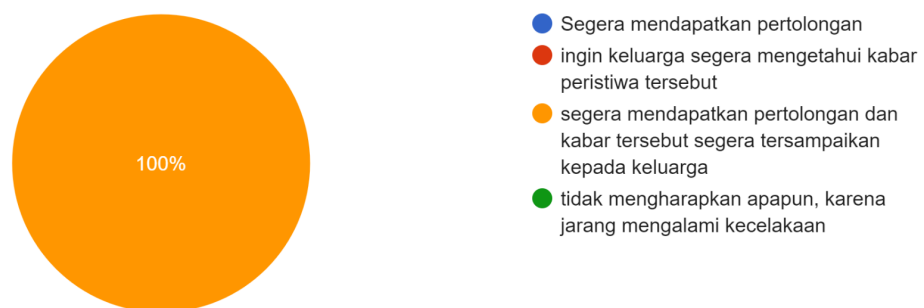 100%
Segera mendapatkan pertolongan
ingin keluarga segera mengetahui kabar
peristiwa tersebut
segera mendapatkan pertolongan dan
kabar tersebut segera tersampaikan
kepada keluarga
tidak mengharapkan apapun, karena
jarang mengalami kecelakaan